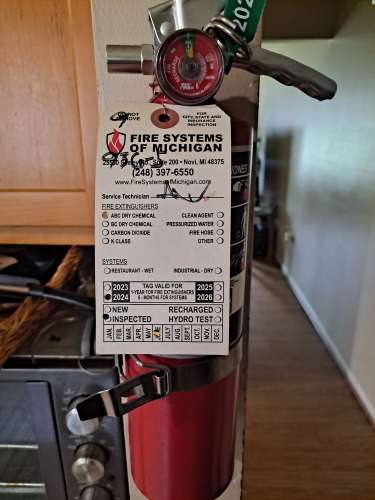 202
DO NOT
REMOVE
FOR
CITY, STATE AND
INSURANCE
INSPECTION
FIRE SYSTEMS
OF MICHIGAN
Suite 200 • Novi, MI 48375
(248) 397-6550
www.FireSystemsofMichigan.com
Service Technician
FIRE EXTINGUISHERS
ABC DRY CHEMICAL CLEAN AGENT
BC DRY CHEMICAL PRESSURIZED WATER
CARBON DIOXIDE FIRE HOSE
K CLASS OTHER
SYSTEMS
RESTAURANT - WET INDUSTRIAL - DRY
2023 TAG VALID FOR 2025
2024 1-YEAR FOR FIRE EXTINGUISHERS 2026
6 - MONTHS FOR SYSTEMS
NEW RECHARGED
INSPECTED HYDRO TEST
JAN. FEB. MAR. APR. MAY JULY AUG. SEPT. OCT. NOV. DEC.